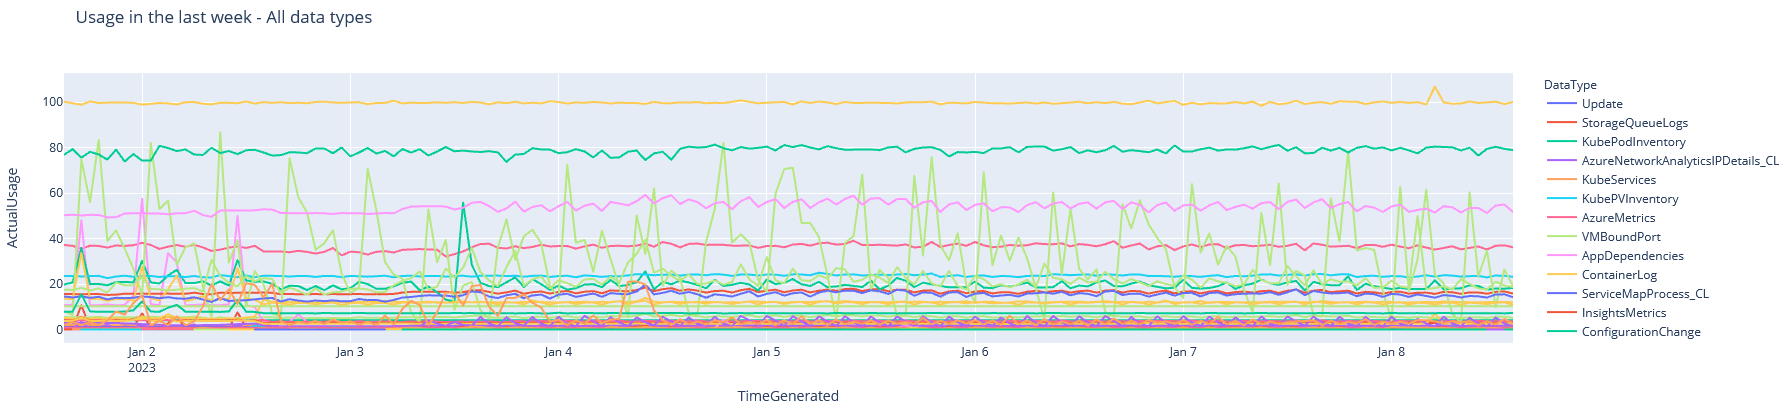 Usage in the last week - All data types
ActualUsage
100
80
60
40
20
0
Jan 2
2023
Jan 3
Jan 4
Jan 5
Jan 6
Jan 7
Jan 8
TimeGenerated
DataType
Update
StorageQueueLogs
KubePodInventory
AzureNetworkAnalyticsIPDetails_CL
KubeServices
KubePVInventory
AzureMetrics
VMBoundPort
AppDependencies
ContainerLog
ServiceMapProcess_CL
InsightsMetrics
ConfigurationChange